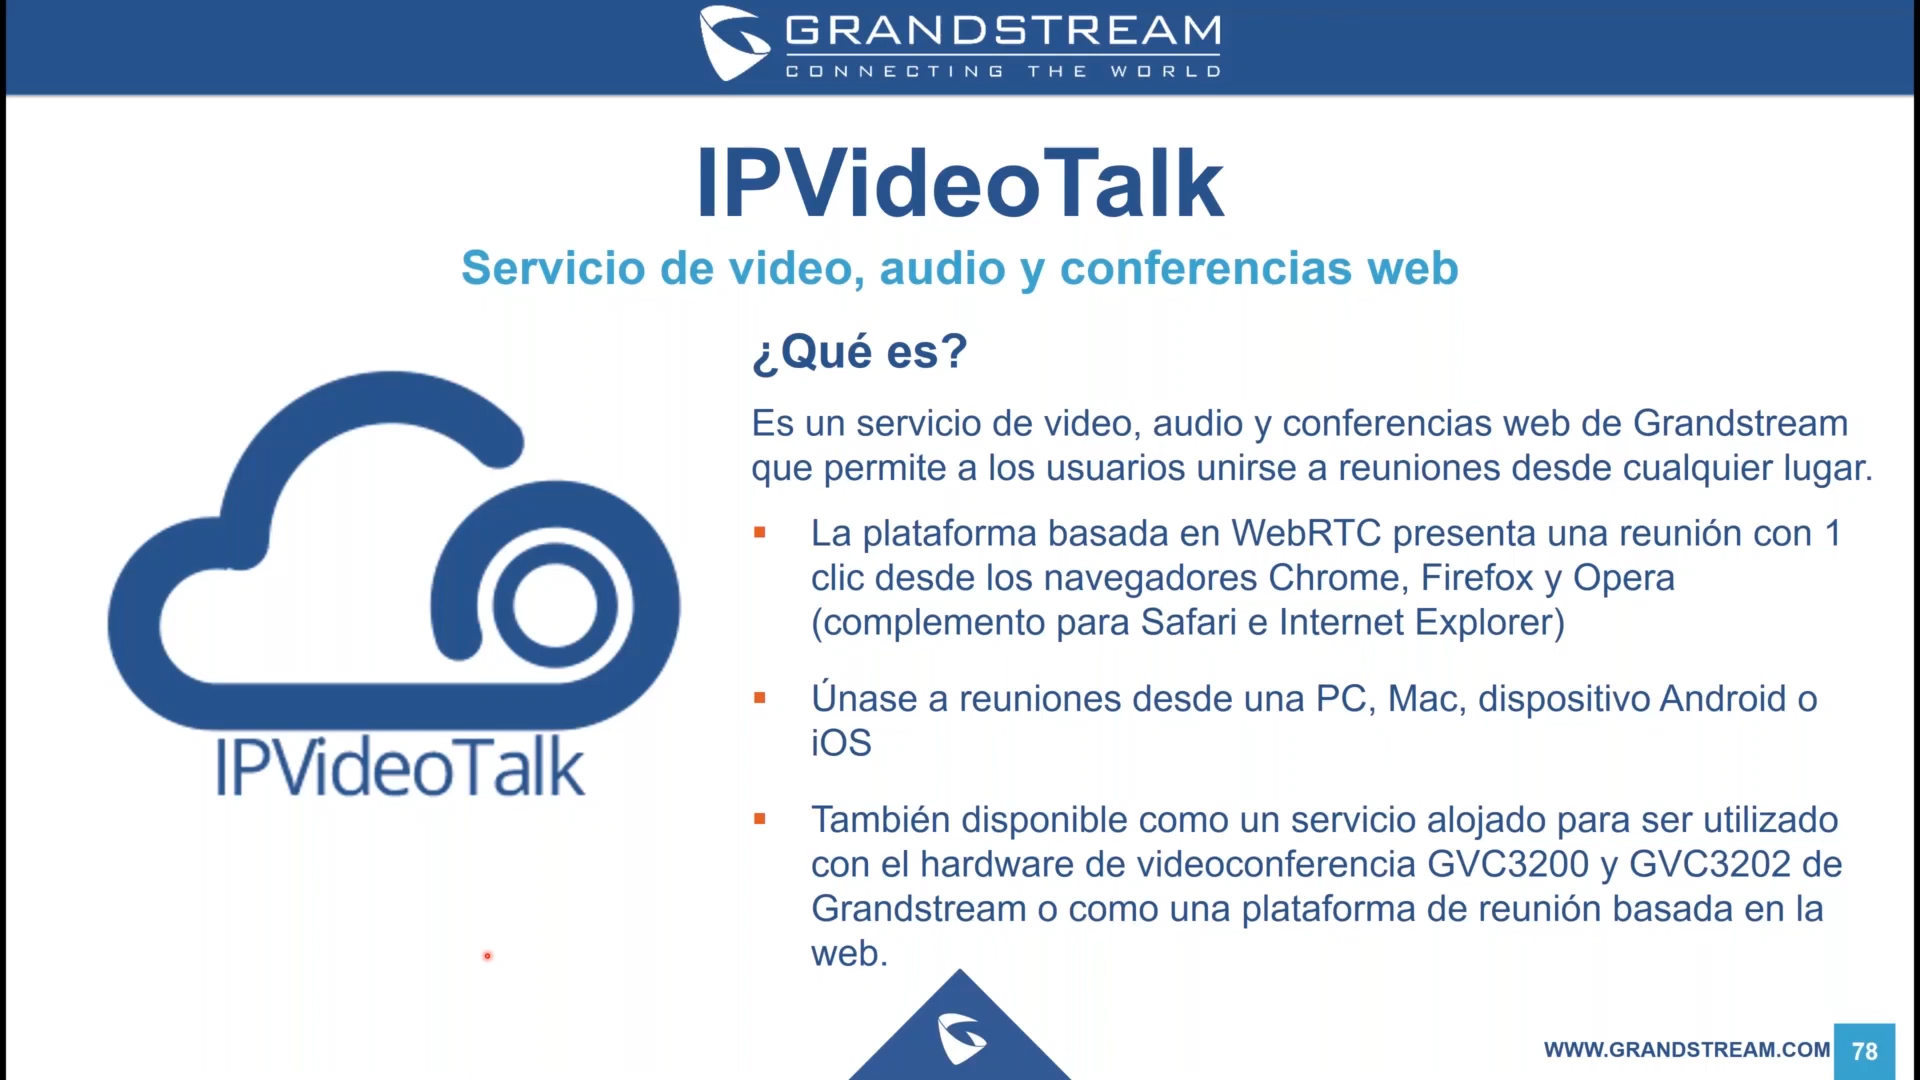 GRANDSTREAM
CONNECTING THE WORLD
IPVideoTalk
Servicio de video, audio y conferencias web
¿Qué es?
Es un servicio de video, audio y conferencias web de Grandstream
que permite a los usuarios unirse a reuniones desde cualquier lugar.
▪ La plataforma basada en WebRTC presenta una reunión con 1
clic desde los navegadores Chrome, Firefox y Opera
(complemento para Safari e Internet Explorer)
▪ Únase a reuniones desde una PC, Mac, dispositivo Android o
iOS
▪ También disponible como un servicio alojado para ser utilizado
con el hardware de videoconferencia GVC3200 y GVC3202 de
Grandstream o como una plataforma de reunión basada en la
web.
IPVideoTalk
WWW.GRANDSTREAM.COM 78